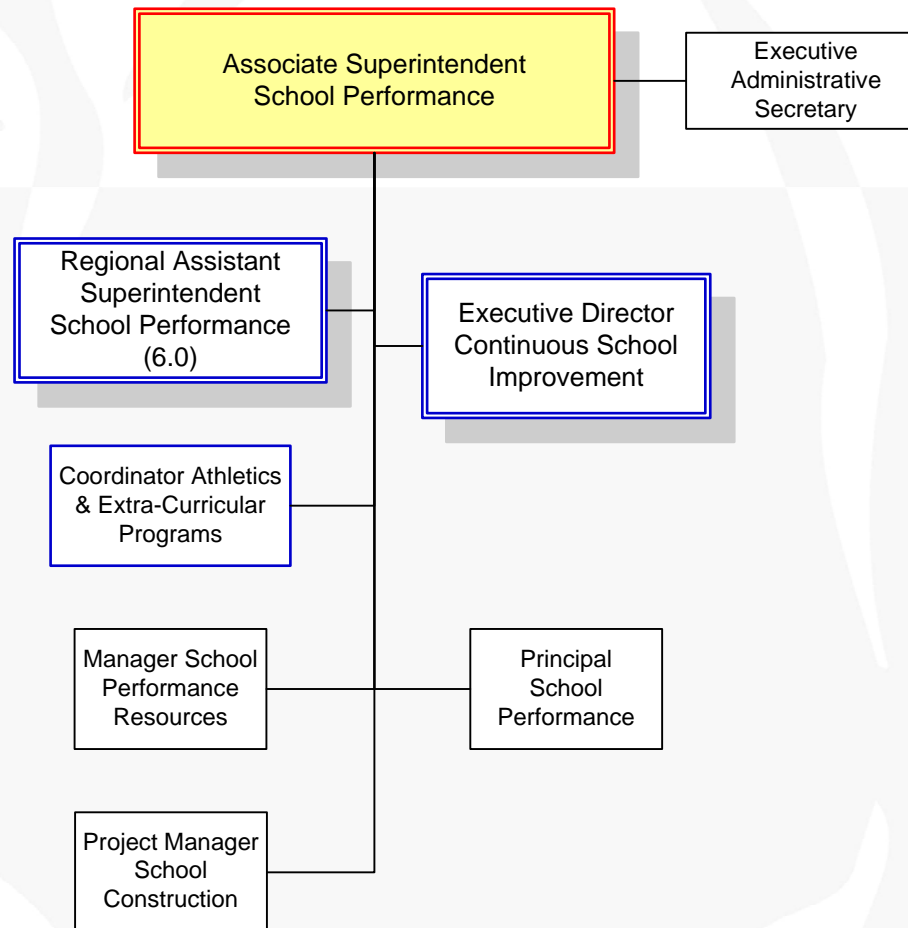 Associate Superintendent
School Performance
Executive
Administrative
Secretary
Regional Assistant
Superintendent
School Performance
(6.0)
Executive Director
Continuous School
Improvement
Coordinator Athletics
& Extra-Curricular
Programs
Manager School
Performance
Resources
Principal
School
Performance
Project Manager
School
Construction